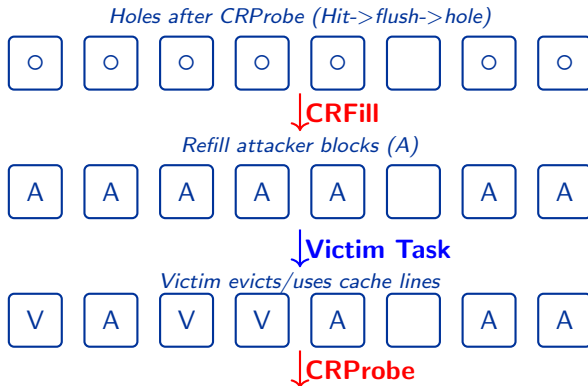 Holes after CRProbe (Hit->flush->hole)
○ ○ ○ ○ ○ ○ ○
CRFill
Refill attacker blocks (A)
A A A A A A A
Victim Task
Victim evicts/uses cache lines
V A V V A A A
CRProbe